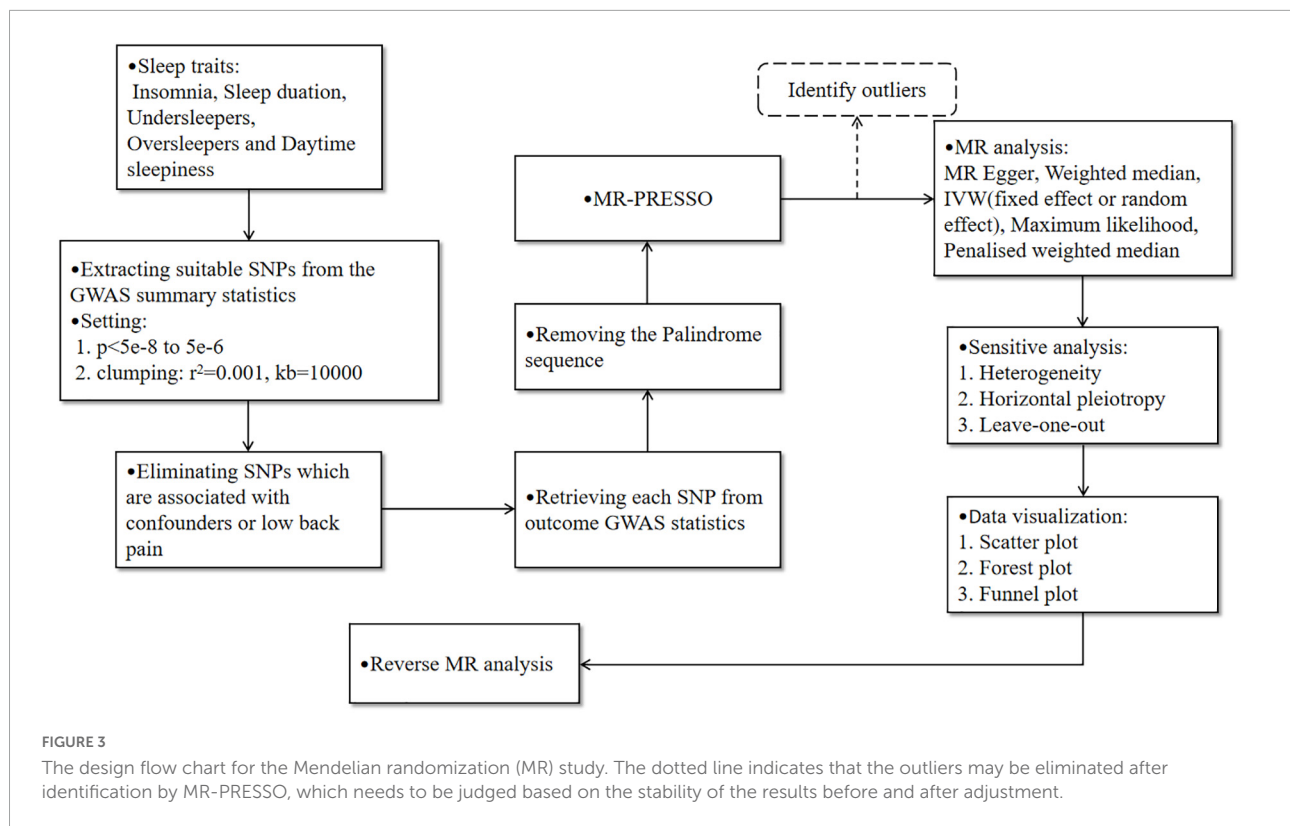 •Sleep traits:
Insomnia, Sleep duation,
Undersleepers,
Oversleepers and Daytime
sleepiness
•Extracting suitable SNPs from the
GWAS summary statistics
•Setting:
1. p<5e-8 to 5e-6
2. clumping: r²=0.001, kb=10000
•Eliminating SNPs which
are associated with
confounders or low back
pain
•Retrieving each SNP from
outcome GWAS statistics
•Removing the Palindrome
sequence
•MR-PRESSO
Identify outliers
•MR analysis:
MR Egger, Weighted median,
IVW(fixed effect or random
effect), Maximum likelihood,
Penalised weighted median
•Sensitive analysis:
1. Heterogeneity
2. Horizontal pleiotropy
3. Leave-one-out
•Data visualization:
1. Scatter plot
2. Forest plot
3. Funnel plot
•Reverse MR analysis
FIGURE 3
The design flow chart for the Mendelian randomization (MR) study. The dotted line indicates that the outliers may be eliminated after
identification by MR-PRESSO, which needs to be judged based on the stability of the results before and after adjustment.